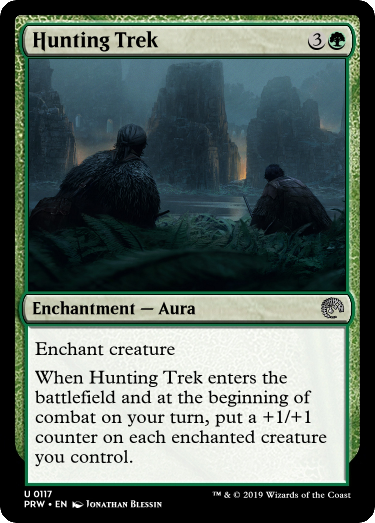 Hunting Trek 3
Enchantment — Aura
Enchant creature
When Hunting Trek enters the
battlefield and at the beginning of
combat on your turn, put a +1/+1
counter on each enchanted creature
you control.
U 0117
PRW • EN Jonathan Blessin
™ & © 2019 Wizards of the Coast